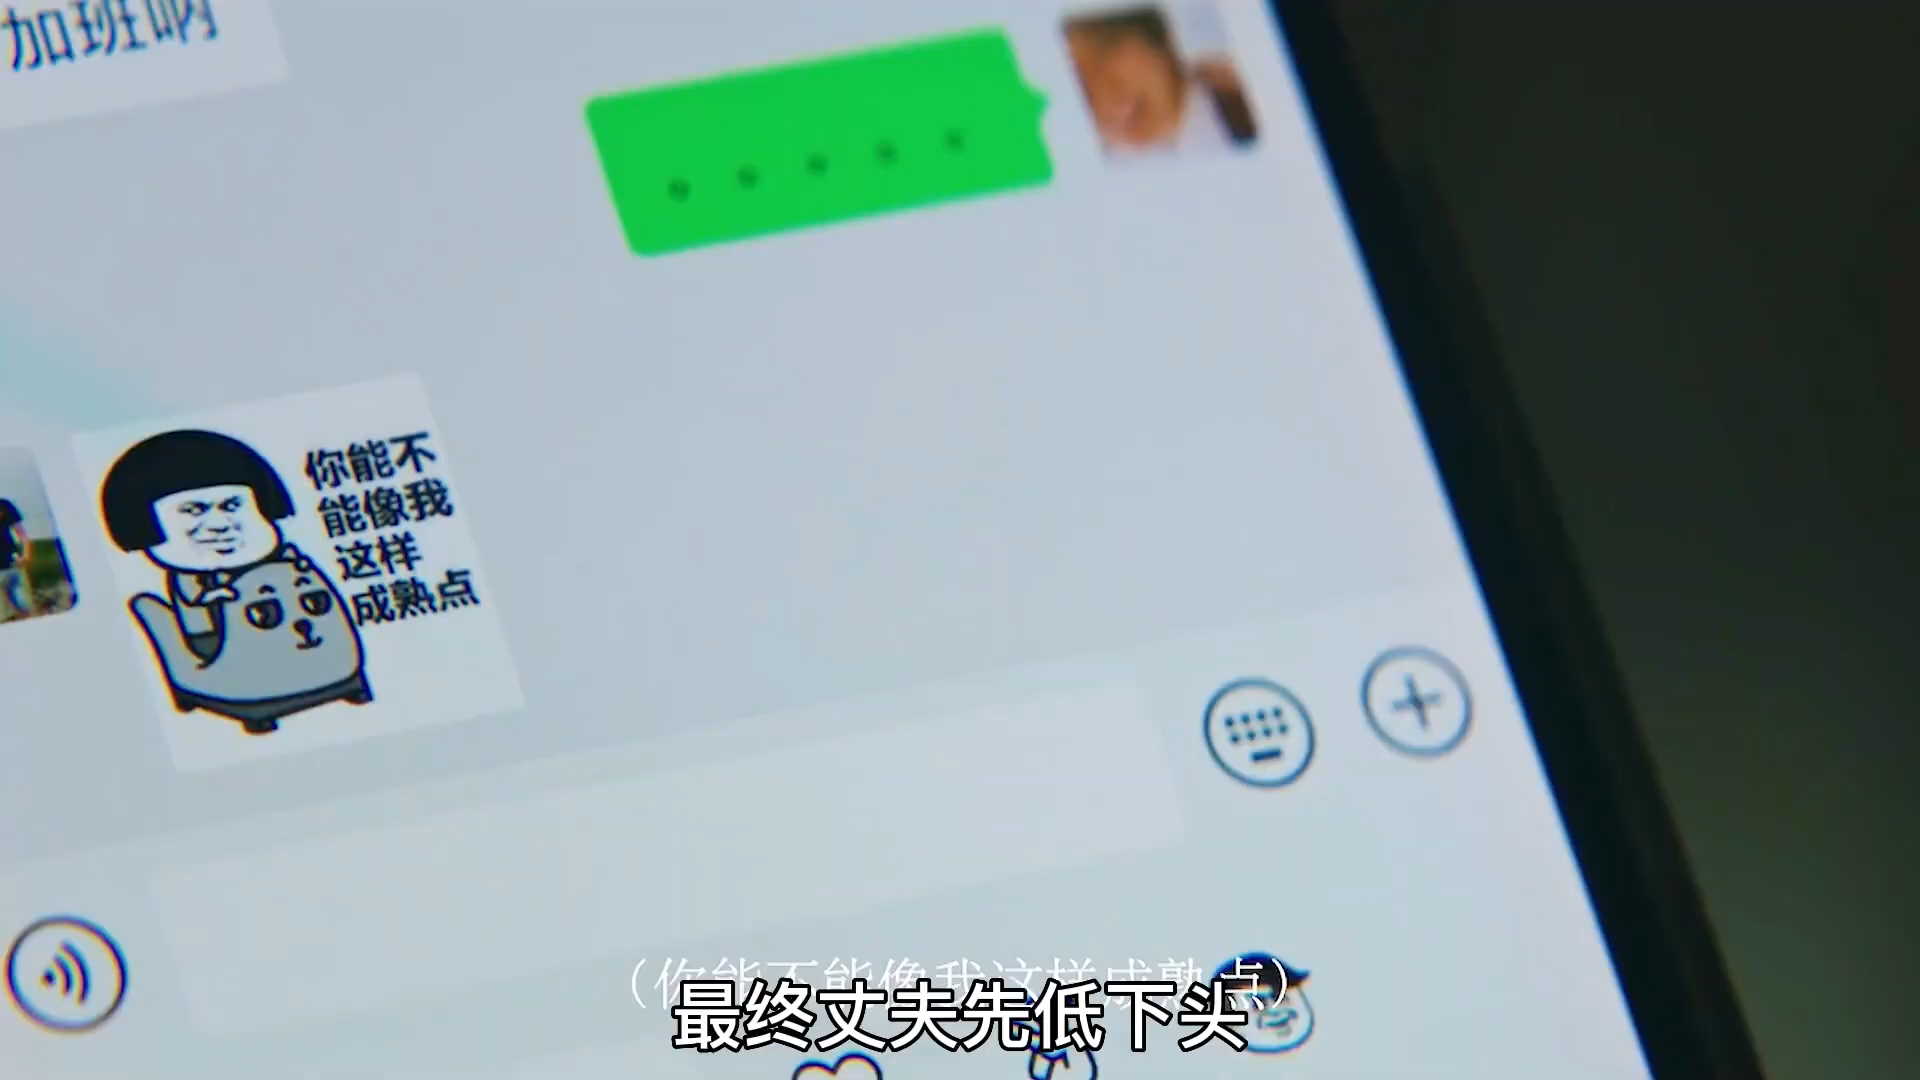 加班啊
.....
你能不
能像我
这样
成熟点
（你能不能像我这样成熟点）
最终丈夫先低下头